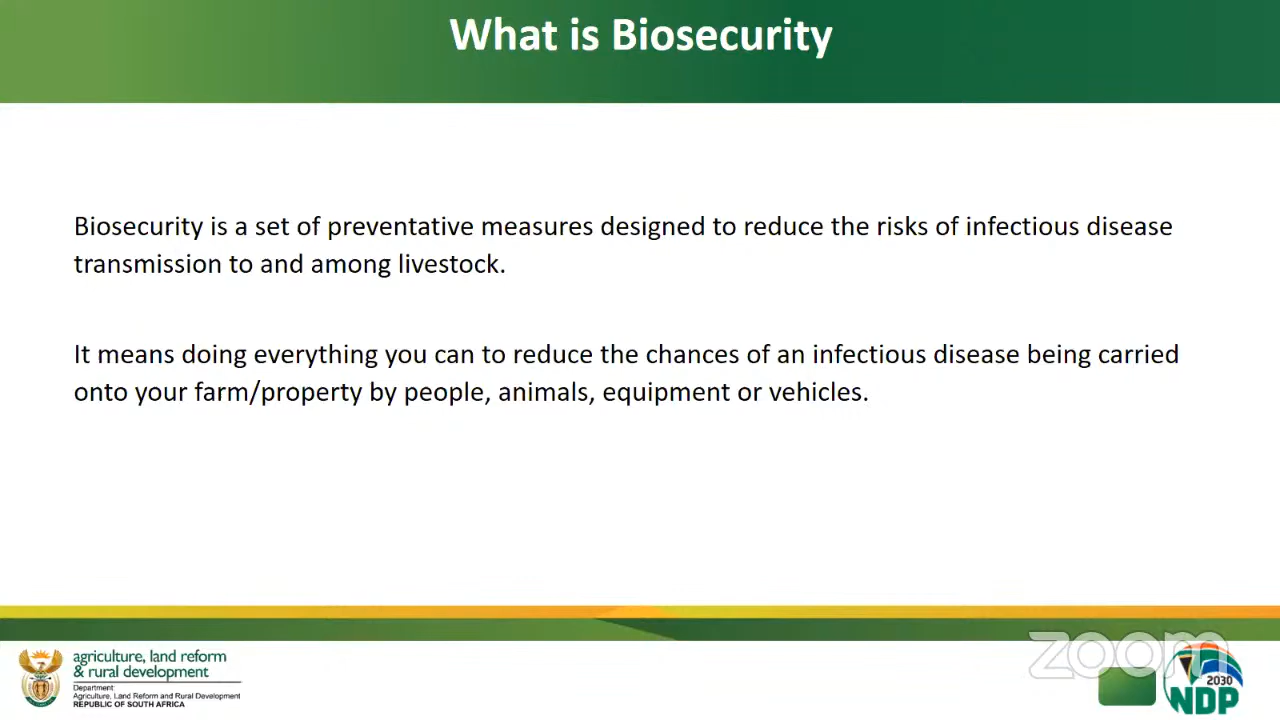 What is Biosecurity
Biosecurity is a set of preventative measures designed to reduce the risks of infectious disease
transmission to and among livestock.
It means doing everything you can to reduce the chances of an infectious disease being carried
onto your farm/property by people, animals, equipment or vehicles.
agriculture, land reform
& rural development
Department:
Agriculture, Land Reform and Rural Development
REPUBLIC OF SOUTH AFRICA
zoom
2030
NDP